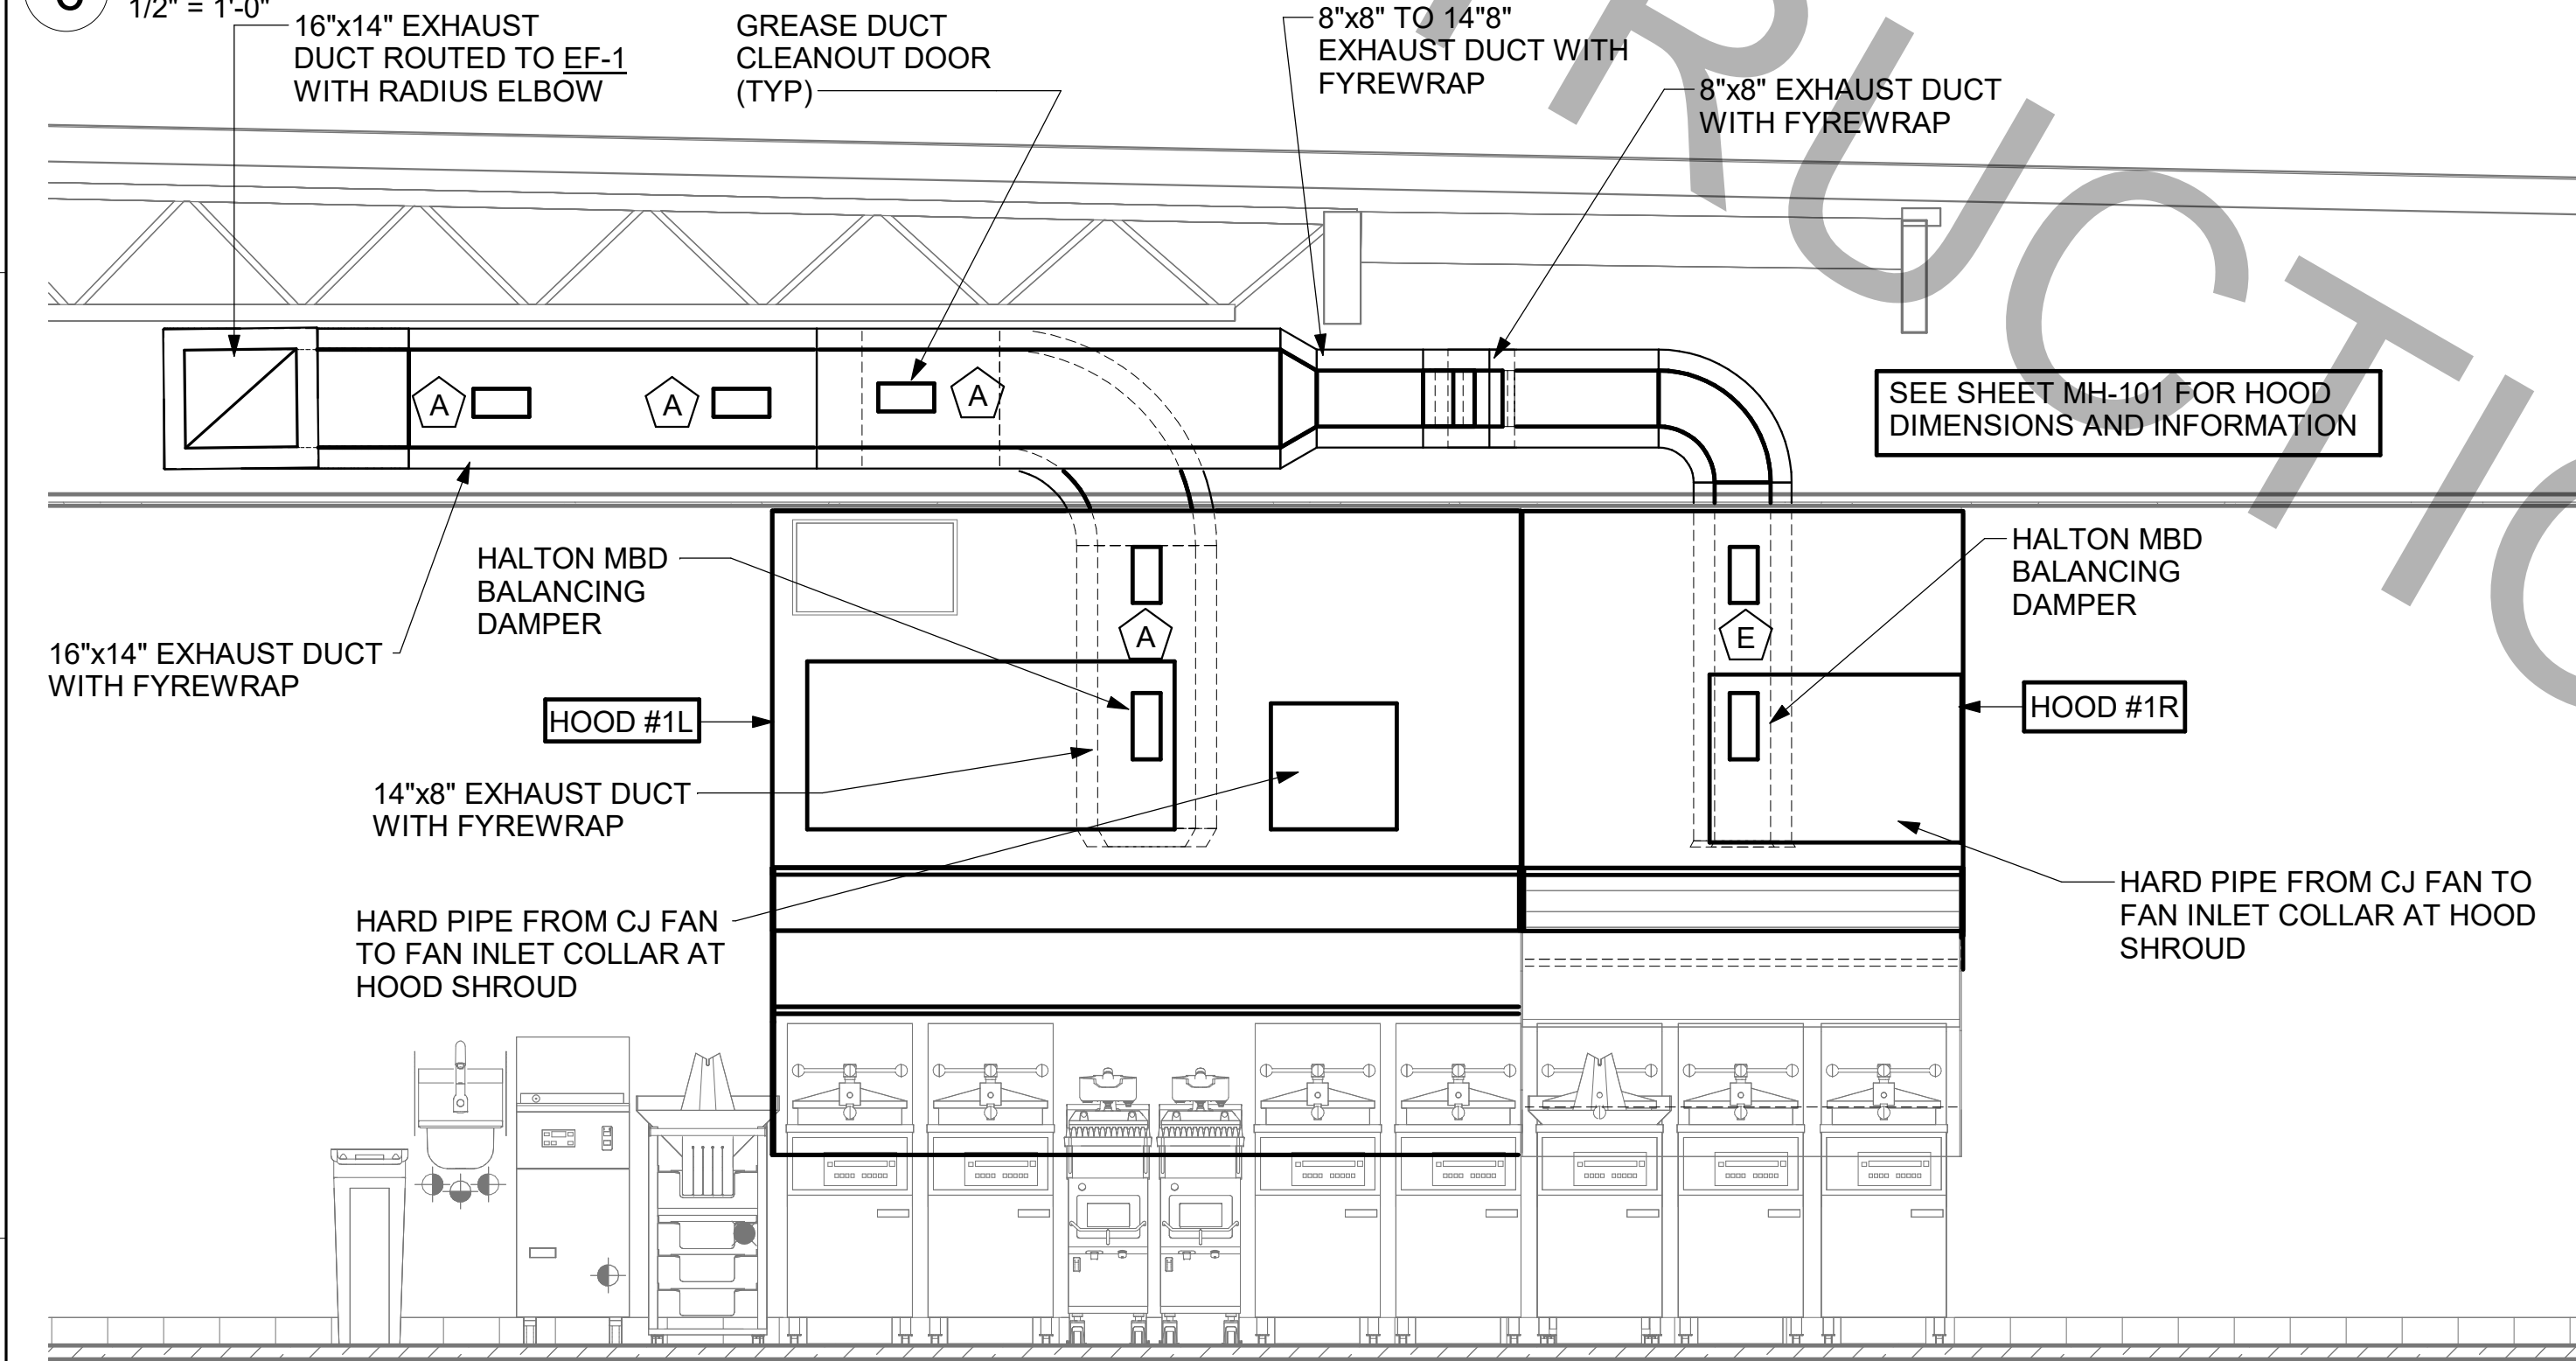 1/2" = 1'-0"
16"x14" EXHAUST
DUCT ROUTED TO EF-1
WITH RADIUS ELBOW
GREASE DUCT
CLEANOUT DOOR
(TYP)
8"x8" TO 14"8"
EXHAUST DUCT WITH
FYREWRAP
8"x8" EXHAUST DUCT
WITH FYREWRAP
A
A
A
SEE SHEET MH-101 FOR HOOD
DIMENSIONS AND INFORMATION
HALTON MBD
BALANCING
DAMPER
HALTON MBD
BALANCING
DAMPER
A
E
16"x14" EXHAUST DUCT
WITH FYREWRAP
HOOD #1L
HOOD #1R
14"x8" EXHAUST DUCT
WITH FYREWRAP
HARD PIPE FROM CJ FAN
TO FAN INLET COLLAR AT
HOOD SHROUD
HARD PIPE FROM CJ FAN TO
FAN INLET COLLAR AT HOOD
SHROUD
RUCTIO